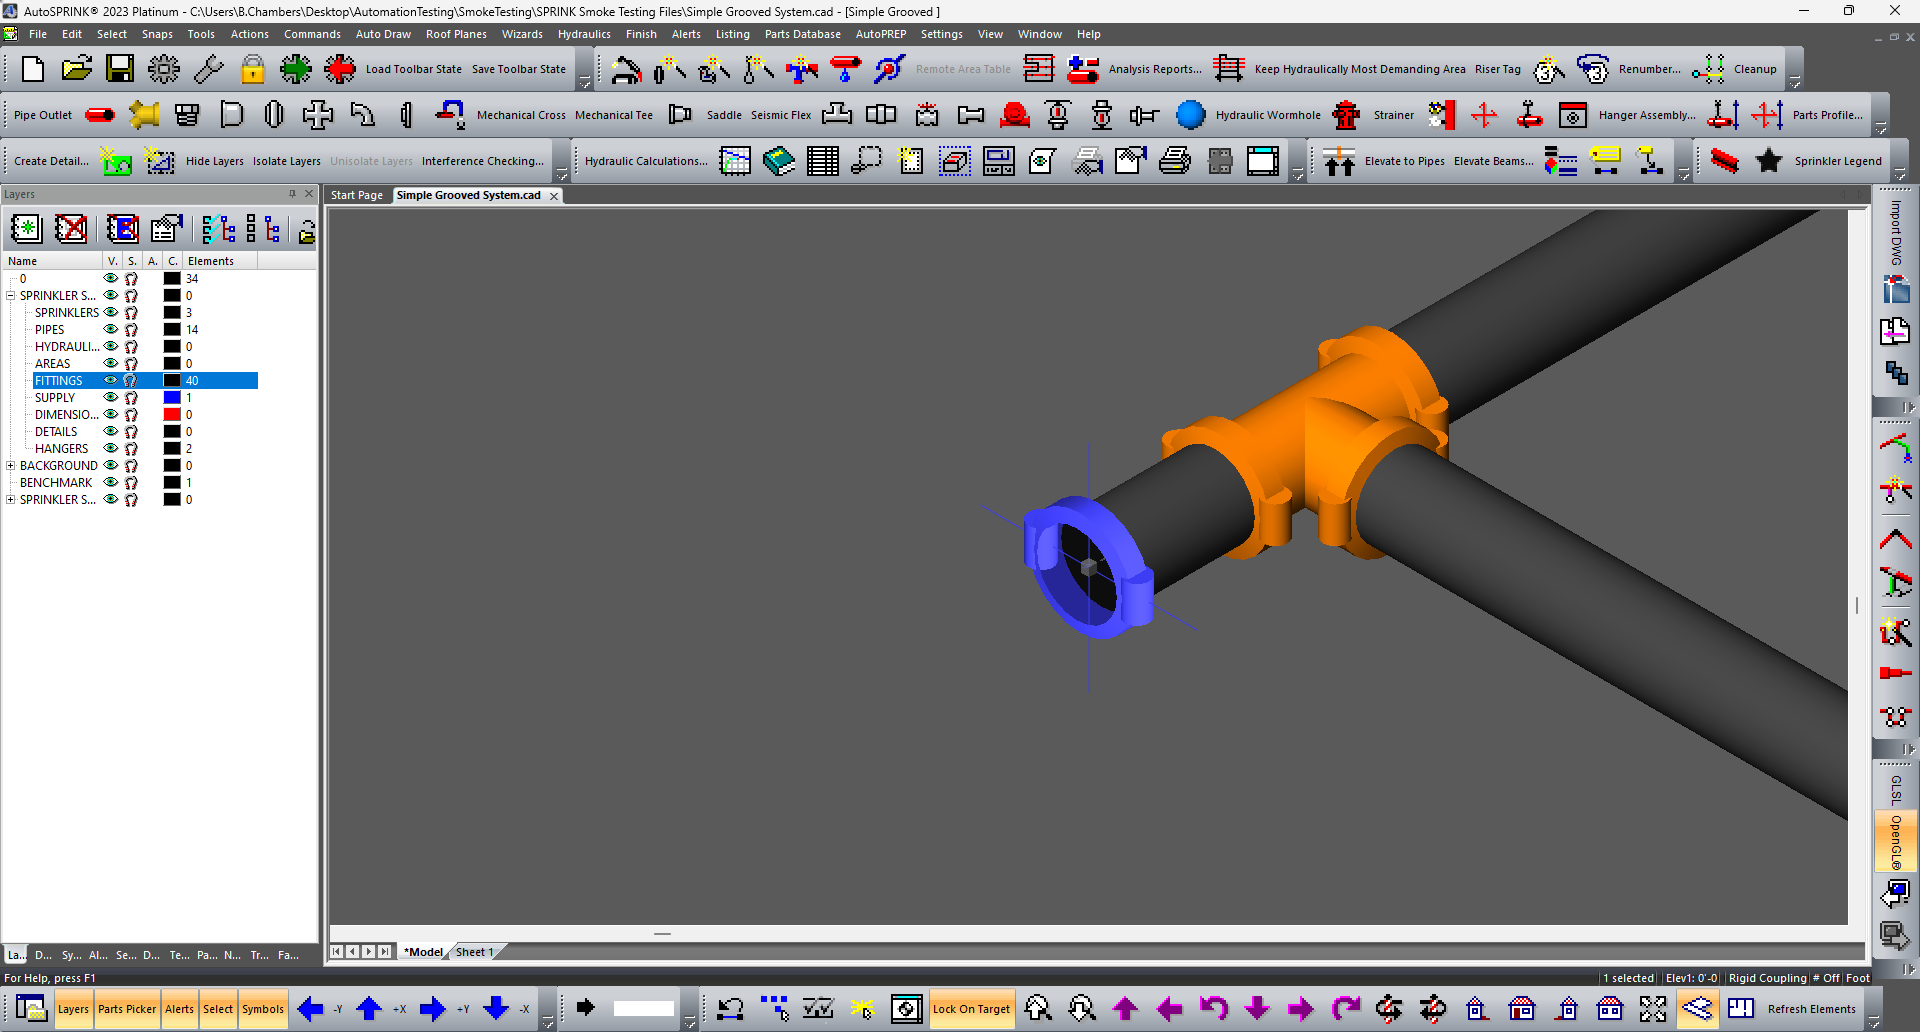 AutoSPRINK® 2023 Platinum - C:\Users\B.Chambers\Desktop\AutomationTesting\SmokeTesting\SPRINK Smoke Testing Files\Simple Grooved System.cad - [Simple Grooved ]
File Edit Select Snaps Tools Actions Commands Auto Draw Roof Planes Wizards Hydraulics Finish Alerts Listing Parts Database AutoPREP Settings View Window Help
Load Toolbar State Save Toolbar State Remote Area Table Analysis Reports... Keep Hydraulically Most Demanding Area Riser Tag Renumber... Cleanup
Pipe Outlet Mechanical Cross Mechanical Tee Saddle Seismic Flex Hydraulic Wormhole Strainer Hanger Assembly... Parts Profile...
Create Detail... Hide Layers Isolate Layers Unisolate Layers Interference Checking... Hydraulic Calculations... Elevate to Pipes Elevate Beams... Sprinkler Legend
Layers
Start Page Simple Grooved System.cad
Name V. S. A. C. Elements
0 34
SPRINKLER S... 0
SPRINKLERS 3
PIPES 14
HYDRAULI... 0
AREAS 0
FITTINGS 40
SUPPLY 1
DIMENSIO... 0
DETAILS 0
HANGERS 2
BACKGROUND 0
BENCHMARK 1
SPRINKLER S... 0
Import DWG
GLSL
OpenGL®
La... D... Sy... Al... Se... D... Te... Pa... N... Tr... Fa...
*Model Sheet 1
For Help, press F1
1 selected Elev1: 0'-0 Rigid Coupling # Off Foot
Layers Parts Picker Alerts Select Symbols -Y +X +Y -X Lock On Target Refresh Elements